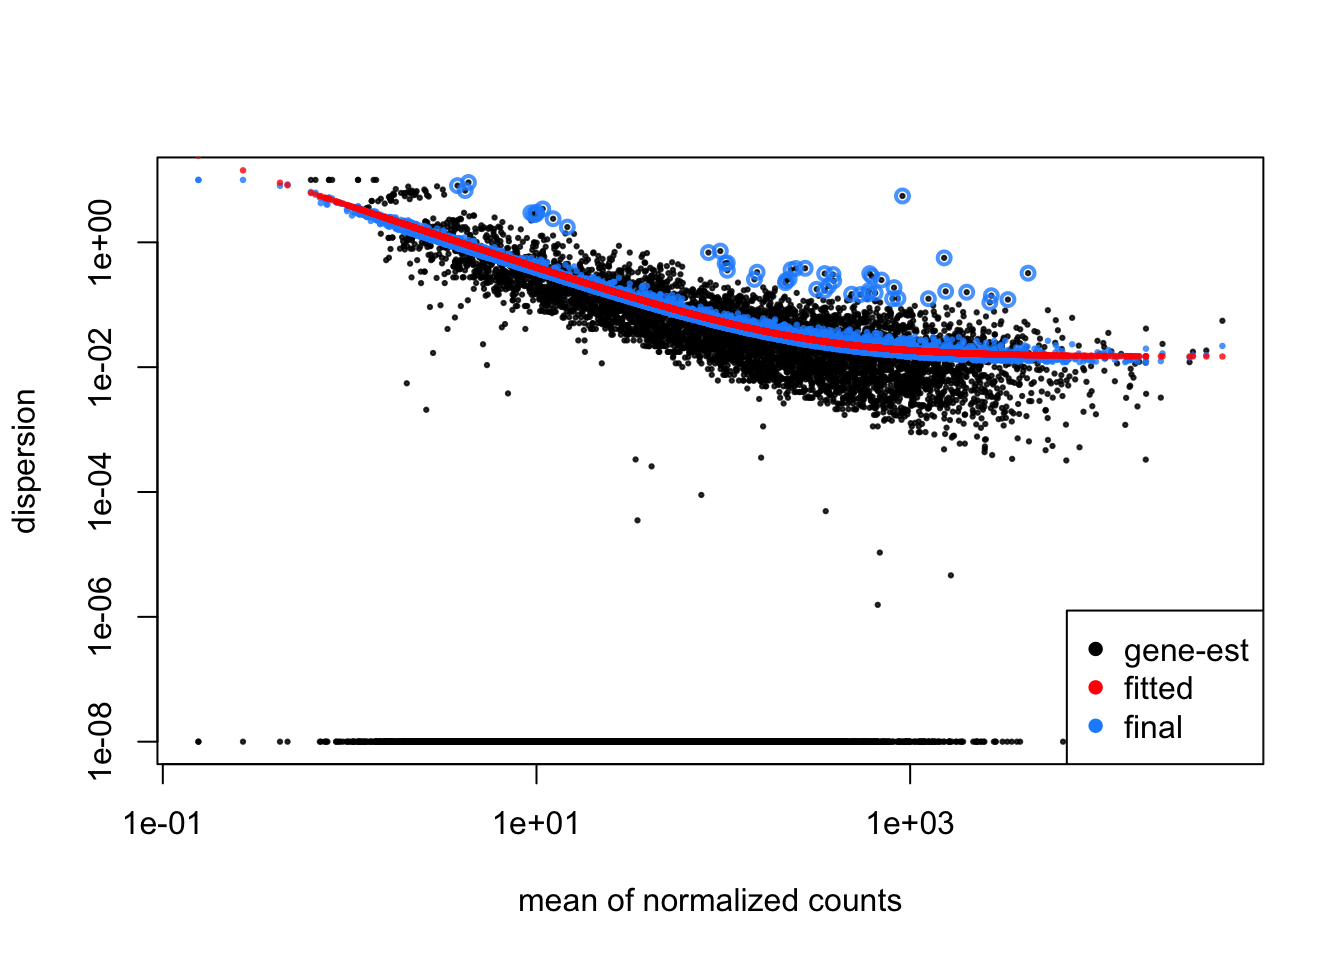 dispersion
1e+00
1e-02
1e-04
1e-06
1e-08
gene-est
fitted
final
1e-01
1e+01
1e+03
mean of normalized counts